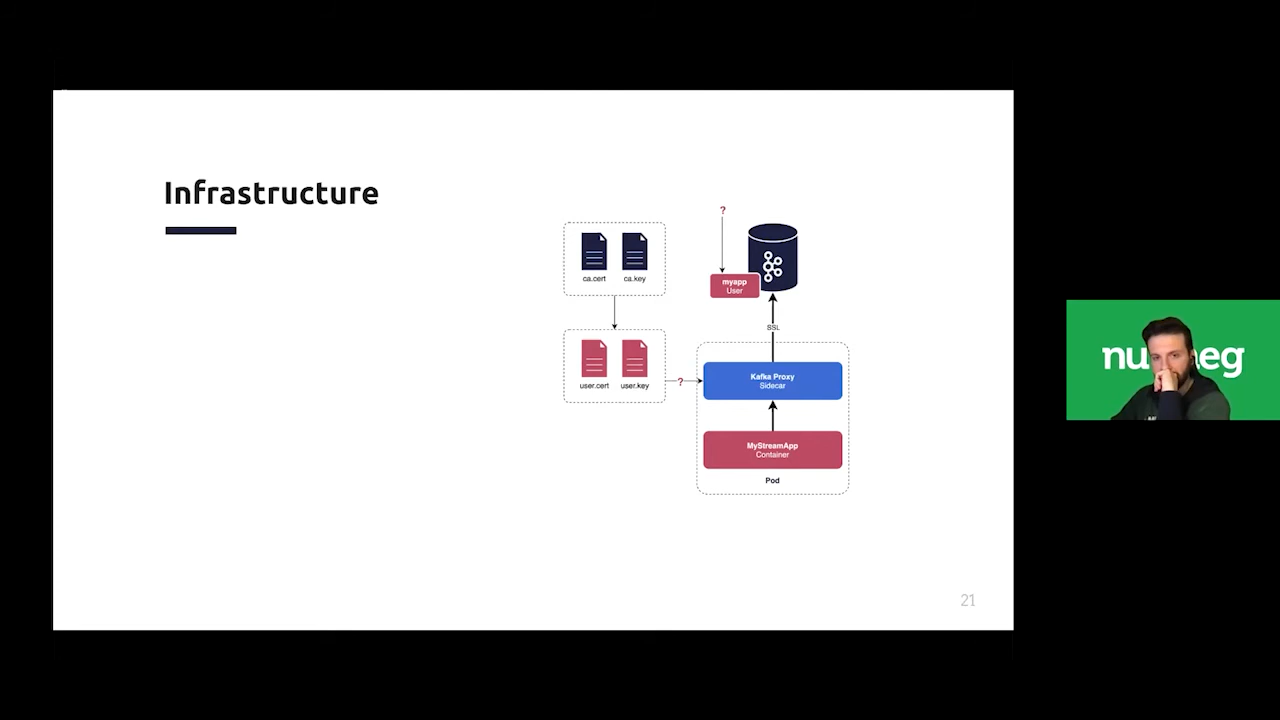 Infrastructure
?
ca.cert
ca.key
myapp
User
SSL
user.cert
user.key
?
Kafka Proxy
Sidecar
MyStreamApp
Container
Pod
21